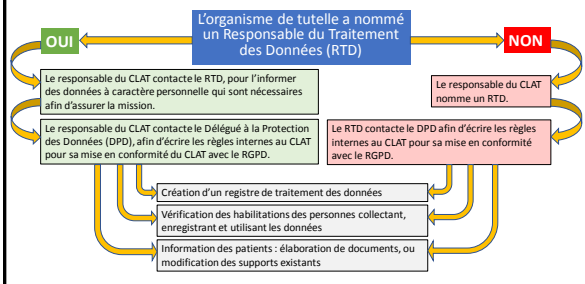 L'organisme de tutelle a nommé
un Responsable du Traitement
des Données (RTD)
OUI
NON
Le responsable du CLAT contacte le RTD, pour l'informer
des données à caractère personnelle qui sont nécessaires
afin d'assurer la mission.
Le responsable du CLAT
nomme un RTD.
Le responsable du CLAT contacte le Délégué à la Protection
des Données (DPD), afin d'écrire les règles internes au CLAT
pour sa mise en conformité du CLAT avec le RGPD.
Le RTD contacte le DPD afin d'écrire les règles
internes au CLAT pour sa mise en conformité
avec le RGPD.
Création d'un registre de traitement des données
Vérification des habilitations des personnes collectant,
enregistrant et utilisant les données
Information des patients : élaboration de documents, ou
modification des supports existants